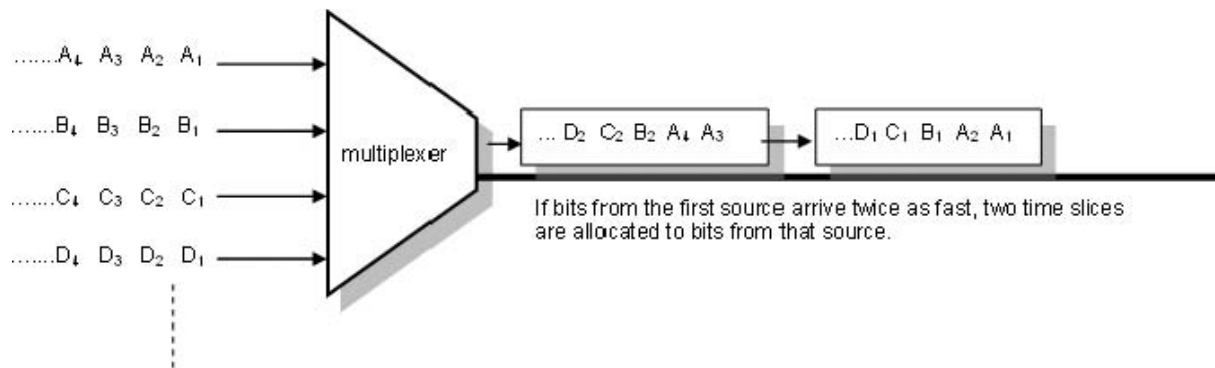 .......A₄ A₃ A₂ A₁
.......B₄ B₃ B₂ B₁
.......C₄ C₃ C₂ C₁
.......D₄ D₃ D₂ D₁
multiplexer
... D₂ C₂ B₂ A₄ A₃
...D₁ C₁ B₁ A₂ A₁
If bits from the first source arrive twice as fast, two time slices
are allocated to bits from that source.